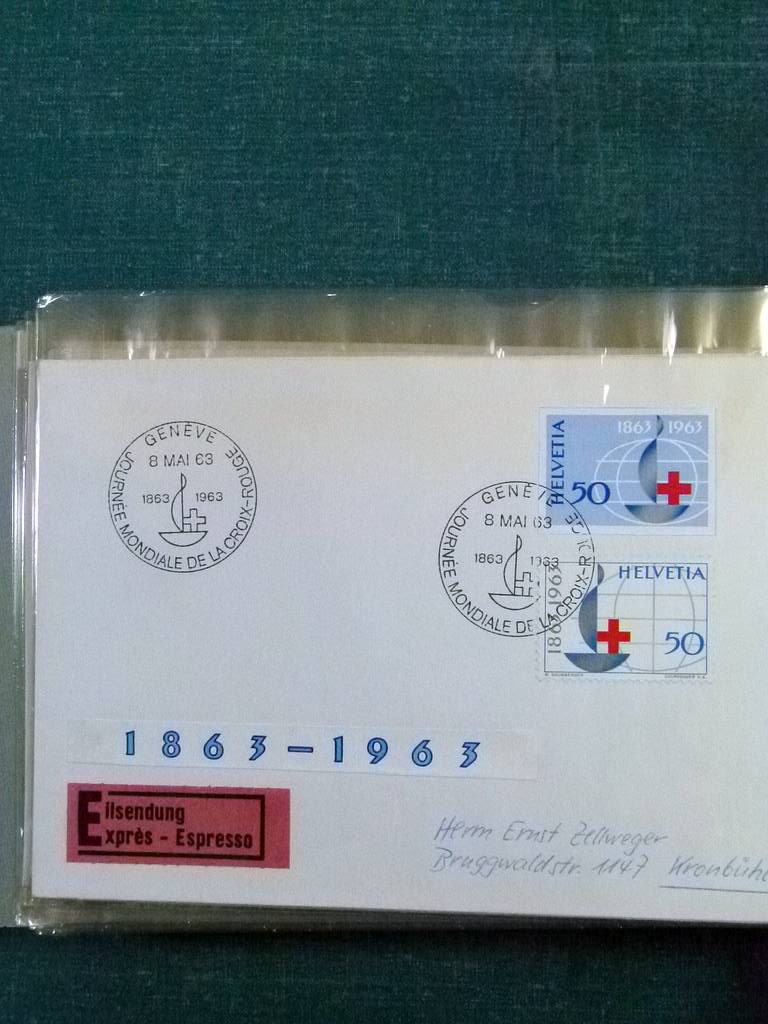 GENÈVE
8 MAI 63
1863 1963
JOURNÉE MONDIALE DE LA CROIX-ROUGE
1863 1963
HELVETIA
50
GENÈVE
8 MAI 63
1863 1963
JOURNÉE MONDIALE DE LA CROIX-ROUGE
HELVETIA
1863 1963
50
1863-1963
Eilsendung
Exprès - Espresso
Herrn Ernst Zellweger
Bruggwaldstr. 1147 Kronbühl